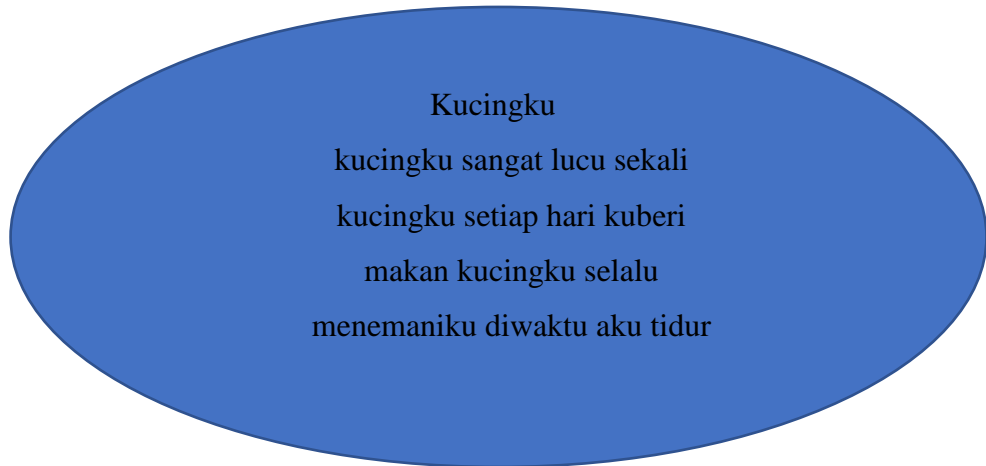 Kucingku
kucingku sangat lucu sekali
kucingku setiap hari kuberi
makan kucingku selalu
menemaniku diwaktu aku tidur